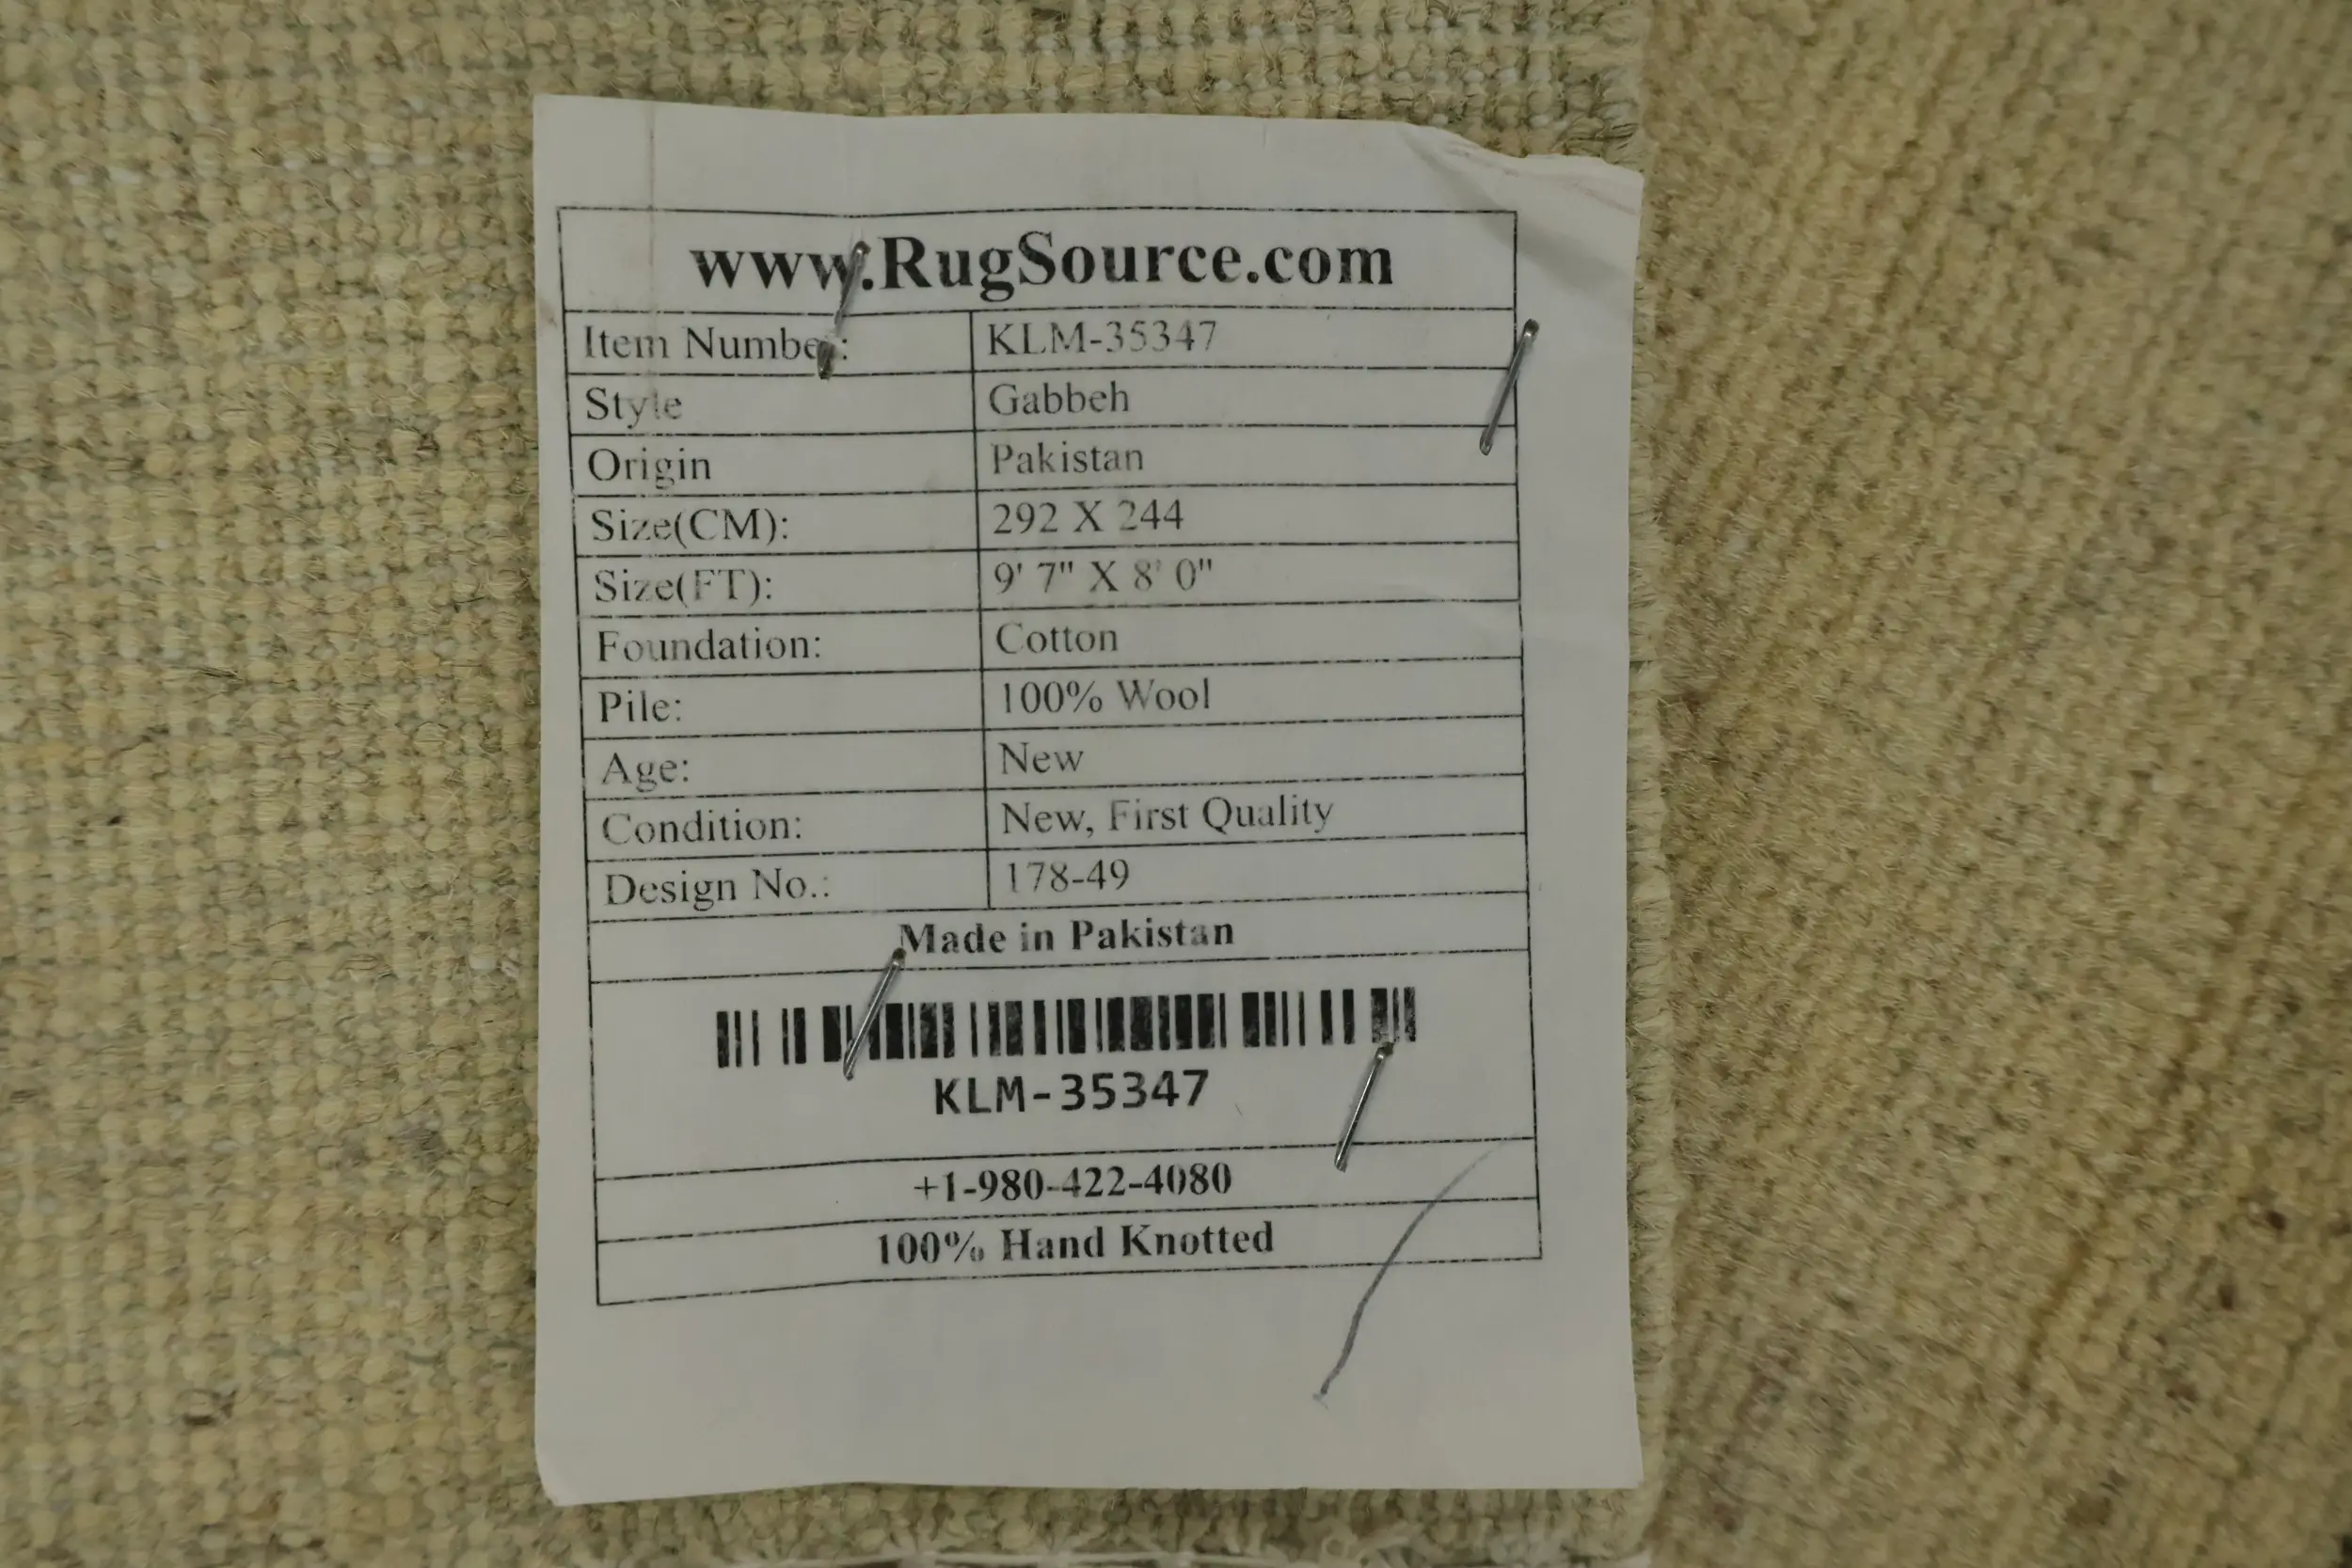 www.RugSource.com
Item Number: KLM-35347
Style Gabbeh
Origin Pakistan
Size(CM): 292 X 244
Size(FT): 9' 7" X 8' 0"
Foundation: Cotton
Pile: 100% Wool
Age: New
Condition: New, First Quality
Design No.: 178-49
Made in Pakistan
KLM-35347
+1-980-422-4080
100% Hand Knotted